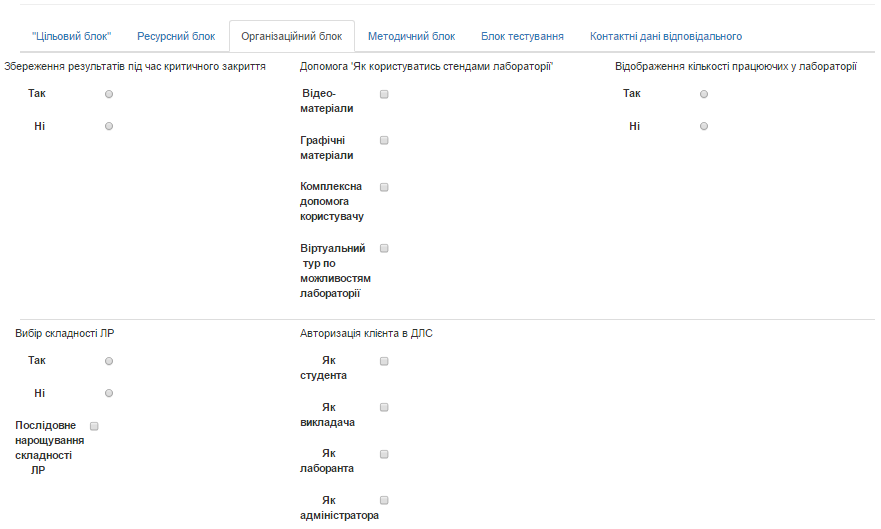 "Цільовий блок" Ресурсний блок Організаційний блок Методичний блок Блок тестування Контактні дані відповідального
Збереження результатів під час критичного закриття
Так
Ні
Допомога 'Як користуватись стендами лабораторії'
Відео-
матеріали
Графічні
матеріали
Комплексна
допомога
користувачу
Віртуальний
тур по
можливостям
лабораторії
Відображення кількості працюючих у лабораторії
Так
Ні
Вибір складності ЛР
Так
Ні
Послідовне
нарощування
складності
ЛР
Авторизація клієнта в ДЛС
Як
студента
Як
викладача
Як
лаборанта
Як
адміністратора